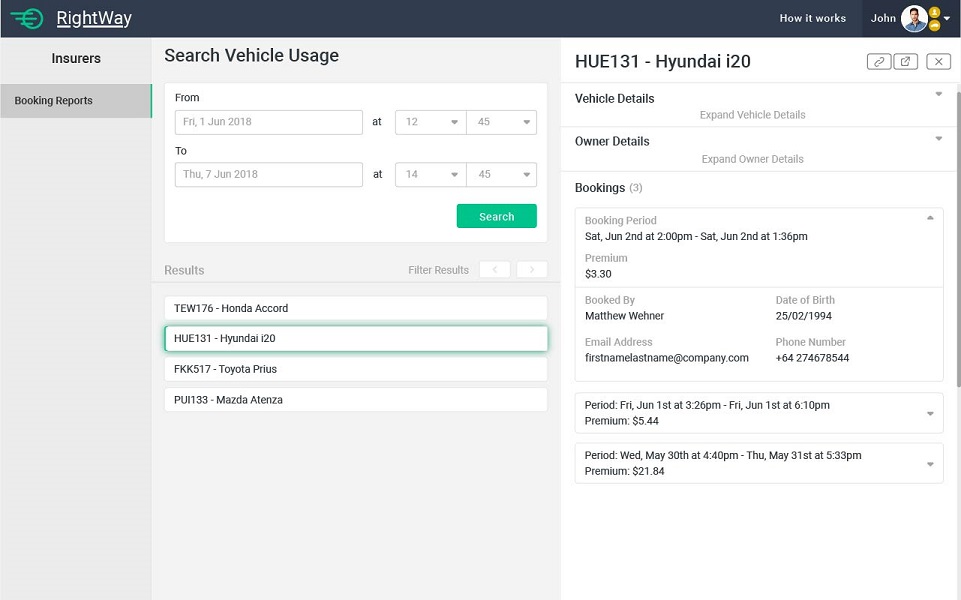 RightWay
How it works
John
Insurers
Booking Reports
Search Vehicle Usage
From
Fri, 1 Jun 2018 at 12 45
To
Thu, 7 Jun 2018 at 14 45
Search
Results
Filter Results
TEW176 - Honda Accord
HUE131 - Hyundai i20
FKK517 - Toyota Prius
PUI133 - Mazda Atenza
HUE131 - Hyundai i20
Vehicle Details
Expand Vehicle Details
Owner Details
Expand Owner Details
Bookings (3)
Booking Period
Sat, Jun 2nd at 2:00pm - Sat, Jun 2nd at 1:36pm
Premium
$3.30
Booked By Date of Birth
Matthew Wehner 25/02/1994
Email Address Phone Number
firstnamelastname@company.com +64 274678544
Period: Fri, Jun 1st at 3:26pm - Fri, Jun 1st at 6:10pm
Premium: $5.44
Period: Wed, May 30th at 4:40pm - Thu, May 31st at 5:33pm
Premium: $21.84